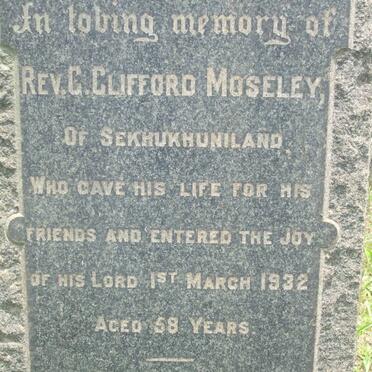 In loving memory of
REV. C. CLIFFORD MOSELEY,
OF SEKHUKHUNILAND,
WHO GAVE HIS LIFE FOR HIS
FRIENDS AND ENTERED THE JOY
OF HIS LORD 1ST MARCH 1932
AGED 58 YEARS.